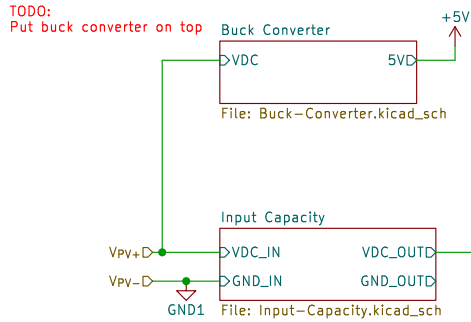 TODO:
Put buck converter on top
+5V
Buck Converter
VDC 5V
File: Buck-Converter.kicad_sch
Input Capacity
VPV+ VDC_IN VDC_OUT
VPV- GND_IN GND_OUT
GND1
File: Input-Capacity.kicad_sch